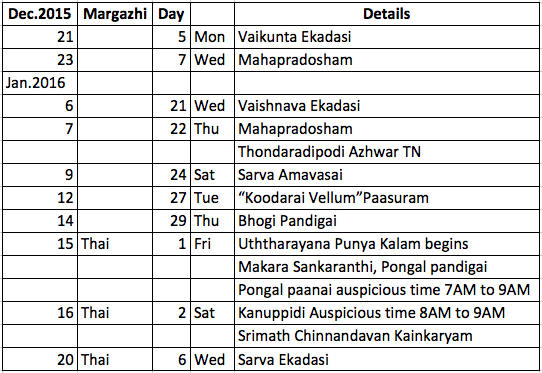 Dec.2015 Margazhi Day Details
21 5 Mon Vaikunta Ekadasi
23 7 Wed Mahapradosham
Jan.2016
6 21 Wed Vaishnava Ekadasi
7 22 Thu Mahapradosham
Thondaradipodi Azhwar TN
9 24 Sat Sarva Amavasai
12 27 Tue “Koodarai Vellum”Paasuram
14 29 Thu Bhogi Pandigai
15 Thai 1 Fri Uththarayana Punya Kalam begins
Makara Sankaranthi, Pongal pandigai
Pongal paanai auspicious time 7AM to 9AM
16 Thai 2 Sat Kanuppidi Auspicious time 8AM to 9AM
Srimath Chinnandavan Kainkaryam
20 Thai 6 Wed Sarva Ekadasi